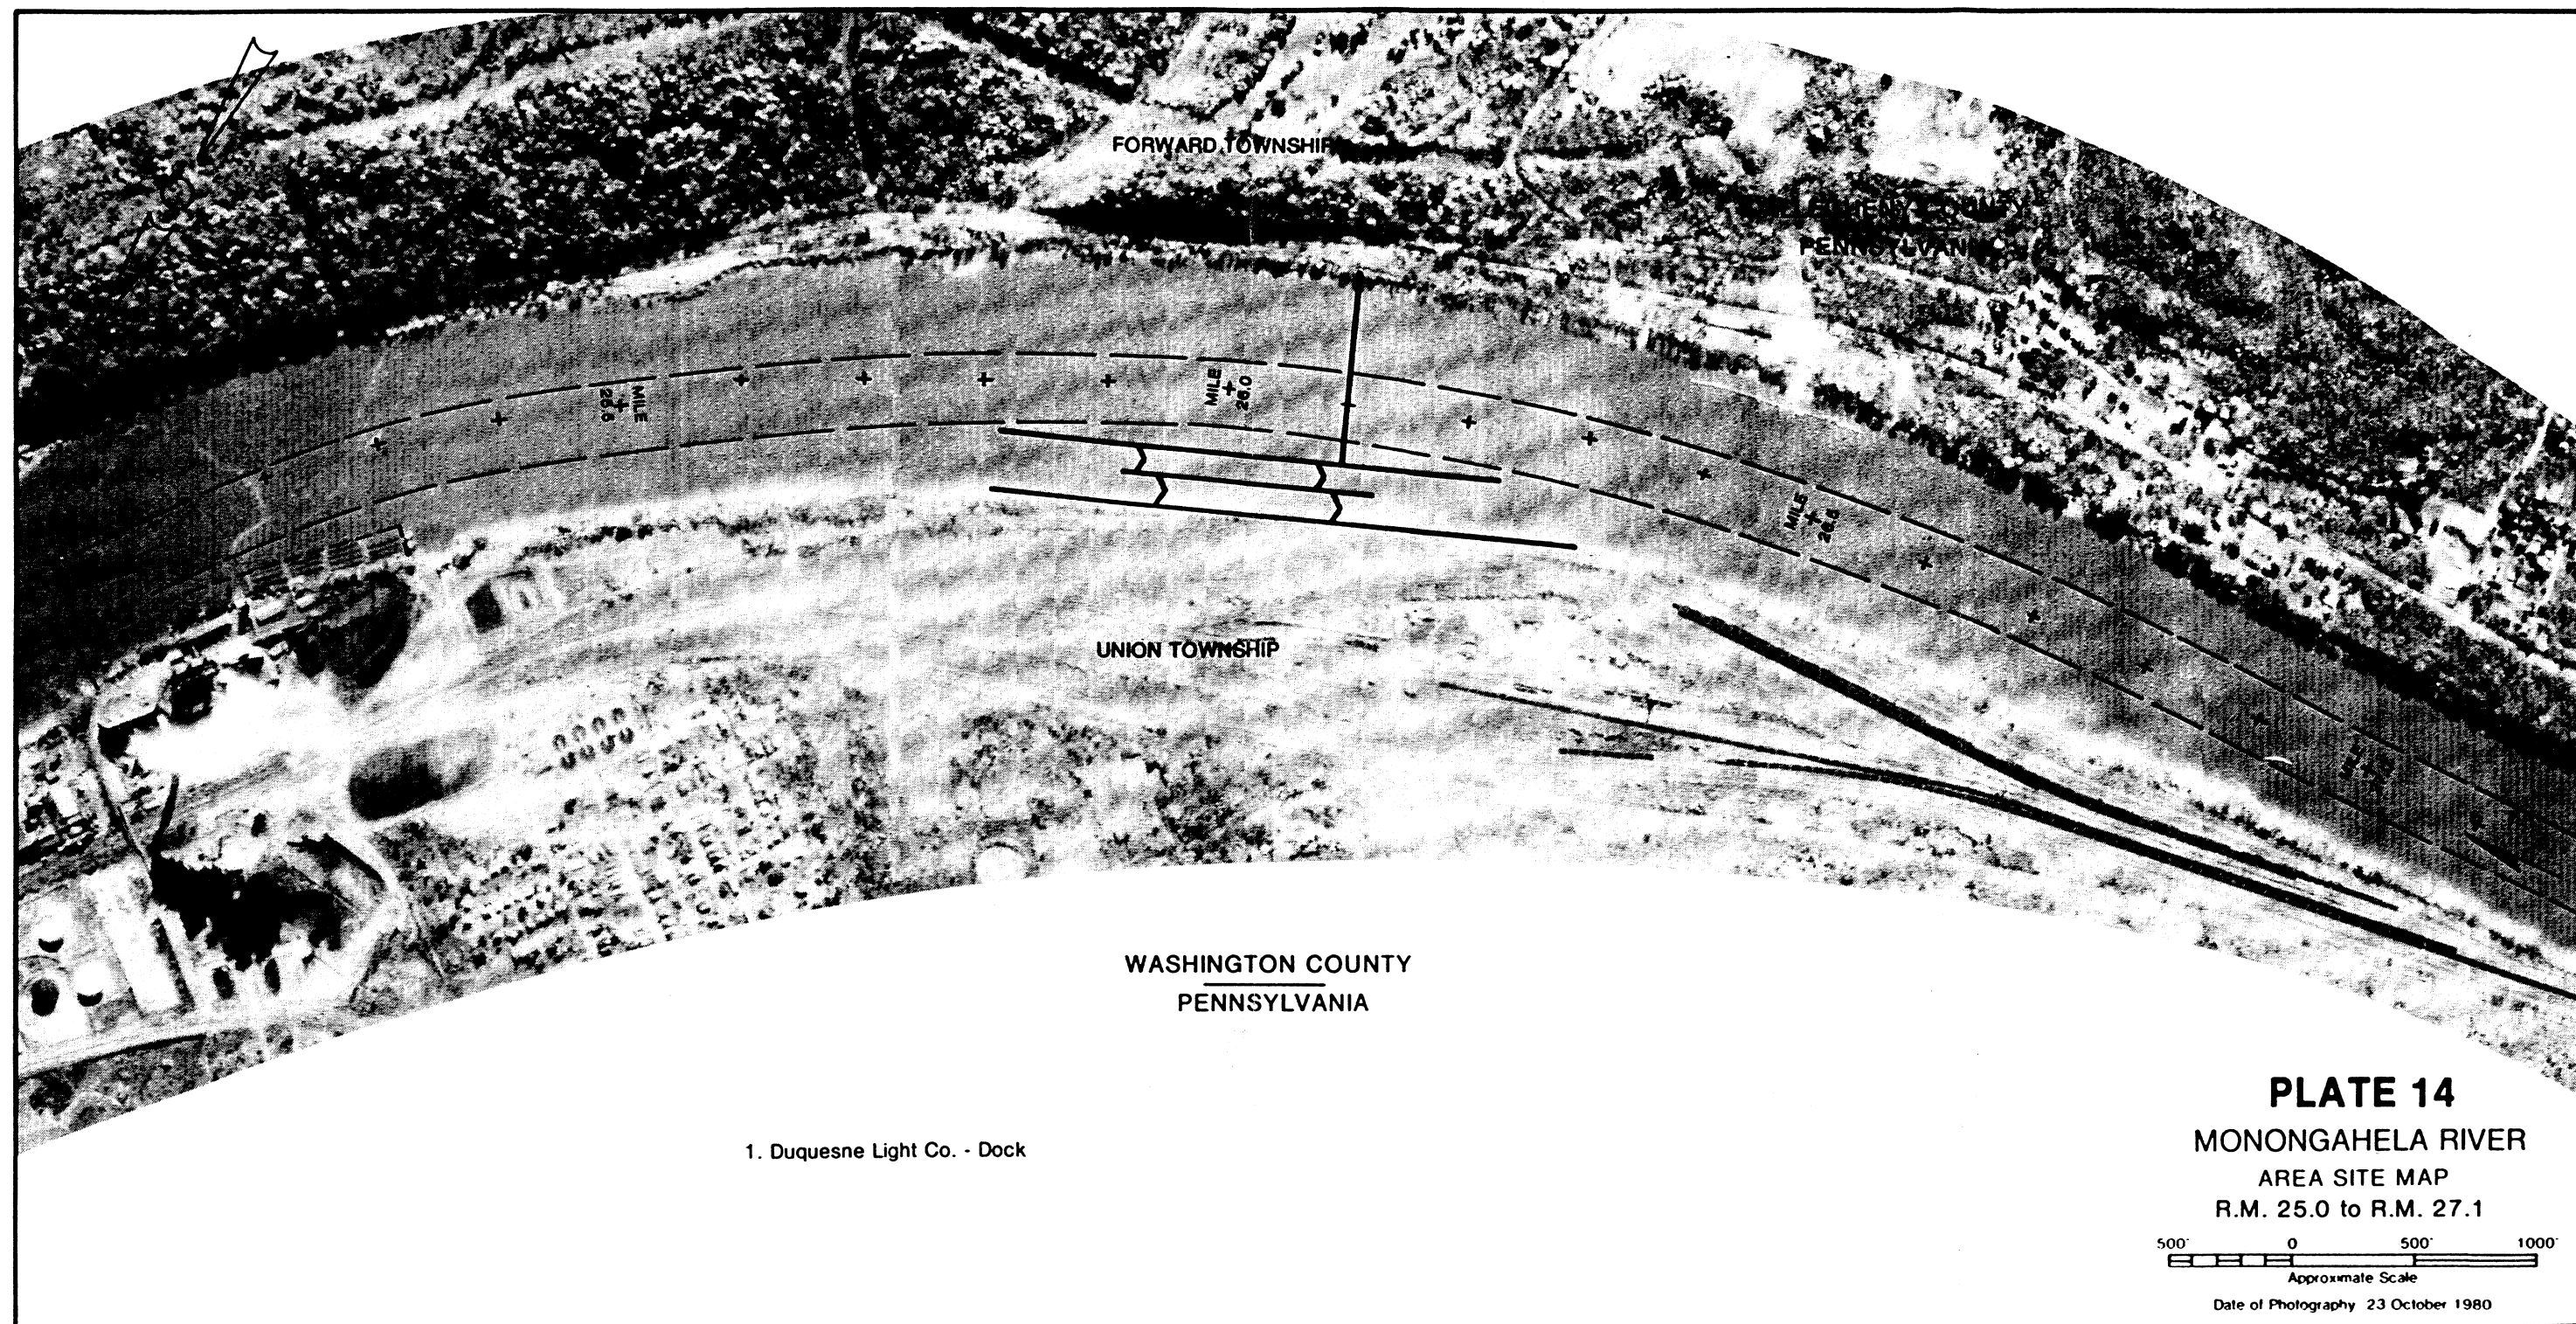 FORWARD TOWNSHIP
PENNSYLVANIA
MILE
25.5
MILE
26.0
MILE
26.5
UNION TOWNSHIP
WASHINGTON COUNTY
PENNSYLVANIA
1. Duquesne Light Co. - Dock
PLATE 14
MONONGAHELA RIVER
AREA SITE MAP
R.M. 25.0 to R.M. 27.1
500' 0 500' 1000'
Approximate Scale
Date of Photography 23 October 1980